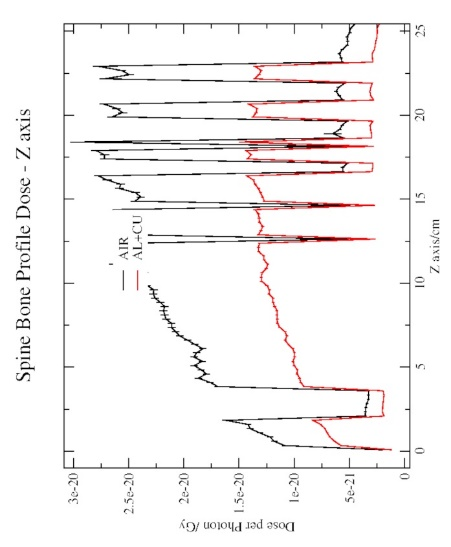 Spine Bone Profile Dose - Z axis
3e-20
2.5e-20
2e-20
1.5e-20
1e-20
5e-21
0
Dose per Photon /Gy
AIR
AL+CU
0 5 10 15 20 25
Z axis/cm